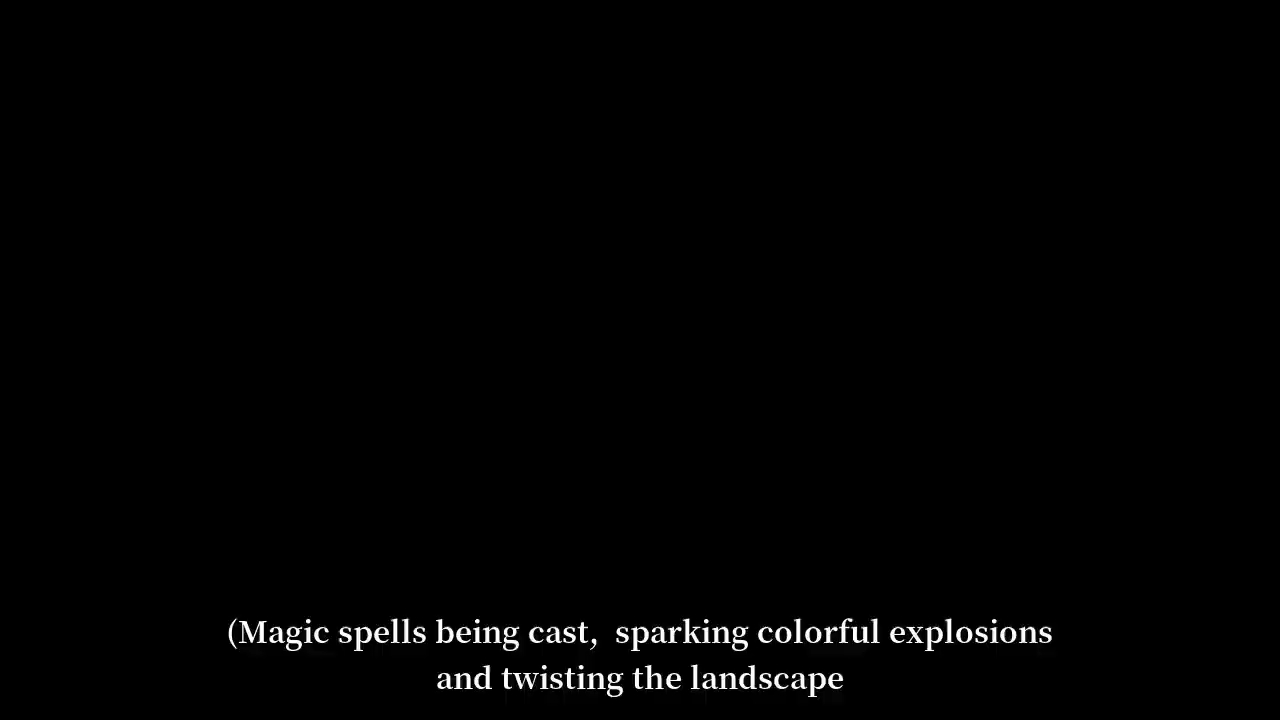 (Magic spells being cast,  sparking colorful explosions
and twisting the landscape